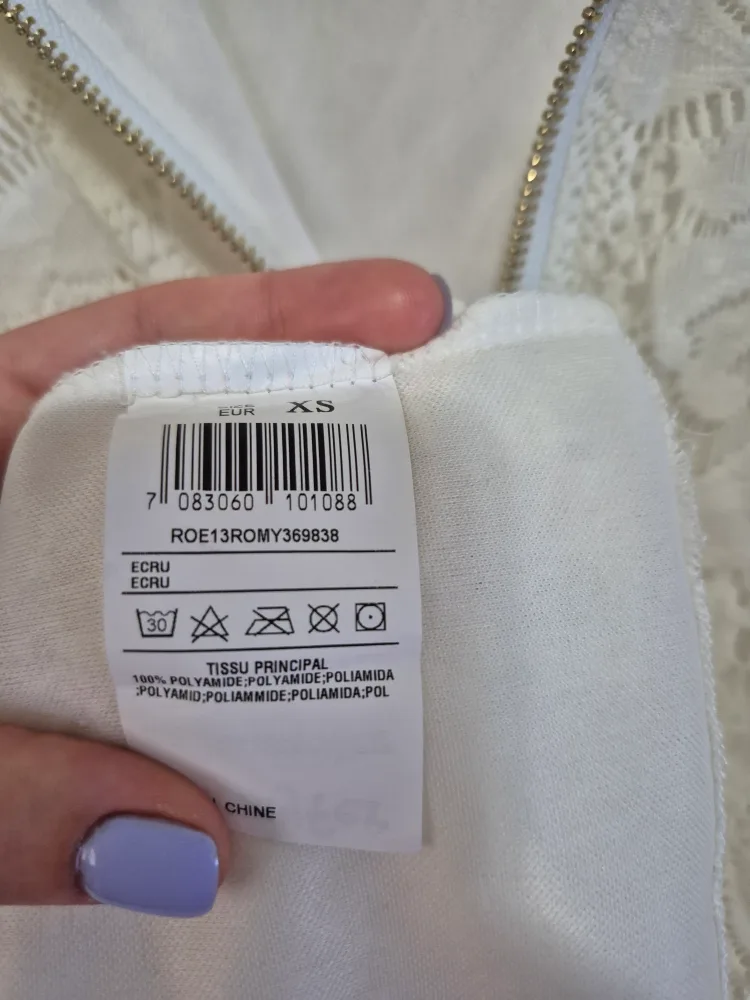 EUR XS
7 083060 101088
ROE13ROMY369838
ECRU
ECRU
30
TISSU PRINCIPAL
100% POLYAMIDE;POLYAMIDE;POLIAMIDA
;POLYAMID;POLIAMMIDE;POLIAMIDA;POL
CHINE